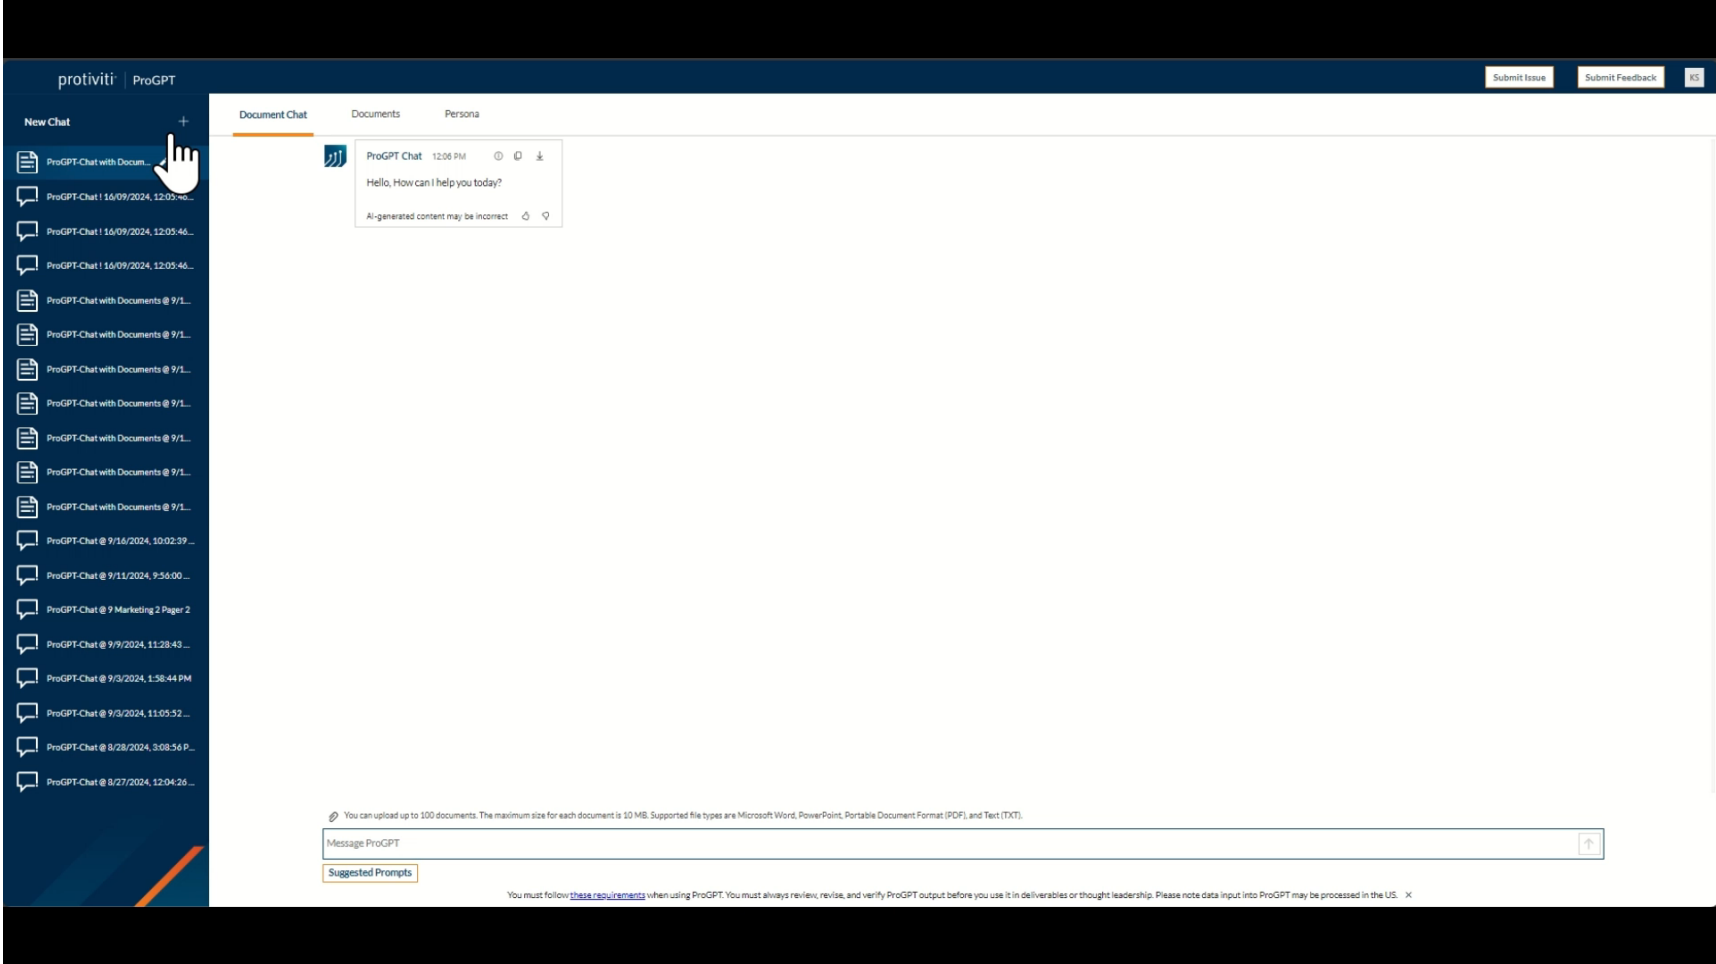 protiviti | ProGPT
Submit Issue
Submit Feedback
KS
New Chat
+
Document Chat
Documents
Persona
ProGPT Chat 12:06 PM
Hello, How can I help you today?
AI-generated content may be incorrect
ProGPT-Chat with Docum...
ProGPT-Chat ! 16/09/2024, 12:05:46...
ProGPT-Chat ! 16/09/2024, 12:05:46...
ProGPT-Chat ! 16/09/2024, 12:05:46...
ProGPT-Chat with Documents @ 9/1...
ProGPT-Chat with Documents @ 9/1...
ProGPT-Chat with Documents @ 9/1...
ProGPT-Chat with Documents @ 9/1...
ProGPT-Chat with Documents @ 9/1...
ProGPT-Chat with Documents @ 9/1...
ProGPT-Chat with Documents @ 9/1...
ProGPT-Chat @ 9/16/2024, 10:02:39 ...
ProGPT-Chat @ 9/11/2024, 9:56:00 ...
ProGPT-Chat @ 9 Marketing 2 Pager 2
ProGPT-Chat @ 9/9/2024, 11:28:43 ...
ProGPT-Chat @ 9/3/2024, 1:58:44 PM
ProGPT-Chat @ 9/3/2024, 11:05:52 ...
ProGPT-Chat @ 8/28/2024, 3:08:56 P...
ProGPT-Chat @ 8/27/2024, 12:04:26 ...
You can upload up to 100 documents. The maximum size for each document is 10 MB. Supported file types are Microsoft Word, PowerPoint, Portable Document Format (PDF), and Text (TXT).
Message ProGPT
Suggested Prompts
You must follow these requirements when using ProGPT. You must always review, revise, and verify ProGPT output before you use it in deliverables or thought leadership. Please note data input into ProGPT may be processed in the US.